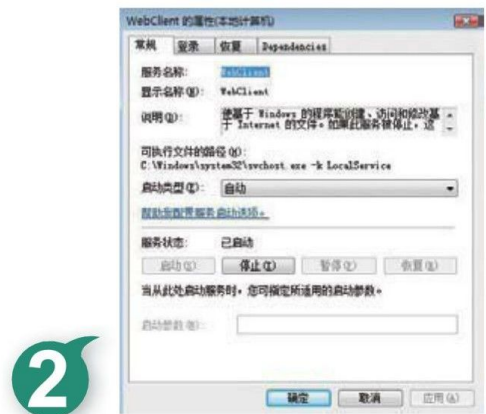 WebClient 的属性(本地计算机)
常规 登录 恢复 Dependencies
服务名称: WebClient
显示名称(N): WebClient
说明(D): 使基于 Windows 的程序能创建、访问和修改基
于 Internet 的文件。如果此服务被停止，这
可执行文件的路径(H):
C:\Windows\system32\svchost.exe -k LocalService
启动类型(E): 自动
帮助我配置服务启动选项。
服务状态: 已启动
启动(S) 停止(T) 暂停(P) 恢复(R)
当从此处启动服务时，您可指定所适用的启动参数。
启动参数(M):
确定 取消 应用(A)
2